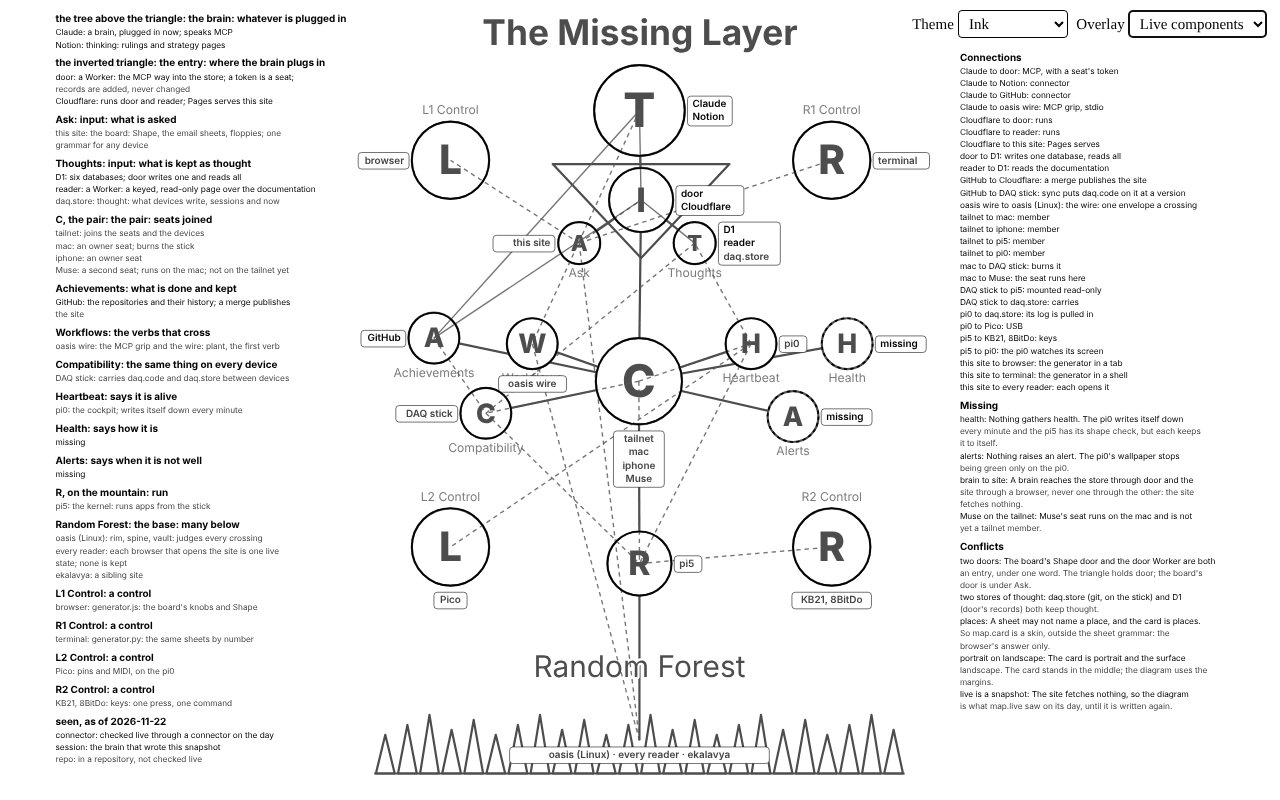 the tree above the triangle: the brain: whatever is plugged in
Claude: a brain, plugged in now; speaks MCP
Notion: thinking: rulings and strategy pages
the inverted triangle: the entry: where the brain plugs in
door: a Worker: the MCP way into the store; a token is a seat;
records are added, never changed
Cloudflare: runs door and reader; Pages serves this site
Ask: input: what is asked
this site: the board: Shape, the email sheets, floppies; one
grammar for any device
Thoughts: input: what is kept as thought
D1: six databases; door writes one and reads all
reader: a Worker: a keyed, read-only page over the documentation
daq.store: thought: what devices write, sessions and now
C, the pair: the pair: seats joined
tailnet: joins the seats and the devices
mac: an owner seat; burns the stick
iphone: an owner seat
Muse: a second seat; runs on the mac; not on the tailnet yet
Achievements: what is done and kept
GitHub: the repositories and their history; a merge publishes
the site
Workflows: the verbs that cross
oasis wire: the MCP grip and the wire: plant, the first verb
Compatibility: the same thing on every device
DAQ stick: carries daq.code and daq.store between devices
Heartbeat: says it is alive
pi0: the cockpit; writes itself down every minute
Health: says how it is
missing
Alerts: says when it is not well
missing
R, on the mountain: run
pi5: the kernel: runs apps from the stick
Random Forest: the base: many below
oasis (Linux): rim, spine, vault: judges every crossing
every reader: each browser that opens the site is one live
state; none is kept
ekalavya: a sibling site
L1 Control: a control
browser: generator.js: the board's knobs and Shape
R1 Control: a control
terminal: generator.py: the same sheets by number
L2 Control: a control
Pico: pins and MIDI, on the pi0
R2 Control: a control
KB21, 8BitDo: keys: one press, one command
seen, as of 2026-11-22
connector: checked live through a connector on the day
session: the brain that wrote this snapshot
repo: in a repository, not checked live
The Missing Layer
Theme Ink Overlay Live components
T
Claude
Notion
L1 Control
L
browser
R1 Control
R
terminal
I
door
Cloudflare
A
this site
Ask
T
D1
reader
daq.store
Thoughts
A
GitHub
Achievements
W
oasis wire
C
DAQ stick
Compatibility
C
tailnet
mac
iphone
Muse
H
pi0
Heartbeat
H
missing
Health
A
missing
Alerts
L2 Control
L
Pico
R
pi5
R2 Control
R
KB21, 8BitDo
Random Forest
oasis (Linux) · every reader · ekalavya
Connections
Claude to door: MCP, with a seat's token
Claude to Notion: connector
Claude to GitHub: connector
Claude to oasis wire: MCP grip, stdio
Cloudflare to door: runs
Cloudflare to reader: runs
Cloudflare to this site: Pages serves
door to D1: writes one database, reads all
reader to D1: reads the documentation
GitHub to Cloudflare: a merge publishes the site
GitHub to DAQ stick: sync puts daq.code on it at a version
oasis wire to oasis (Linux): the wire: one envelope a crossing
tailnet to mac: member
tailnet to iphone: member
tailnet to pi5: member
tailnet to pi0: member
mac to DAQ stick: burns it
mac to Muse: the seat runs here
DAQ stick to pi5: mounted read-only
DAQ stick to daq.store: carries
pi0 to daq.store: its log is pulled in
pi0 to Pico: USB
pi5 to KB21, 8BitDo: keys
pi5 to pi0: the pi0 watches its screen
this site to browser: the generator in a tab
this site to terminal: the generator in a shell
this site to every reader: each opens it
Missing
health: Nothing gathers health. The pi0 writes itself down
every minute and the pi5 has its shape check, but each keeps
it to itself.
alerts: Nothing raises an alert. The pi0's wallpaper stops
being green only on the pi0.
brain to site: A brain reaches the store through door and the
site through a browser, never one through the other: the site
fetches nothing.
Muse on the tailnet: Muse's seat runs on the mac and is not
yet a tailnet member.
Conflicts
two doors: The board's Shape door and the door Worker are both
an entry, under one word. The triangle holds door; the board's
door is under Ask.
two stores of thought: daq.store (git, on the stick) and D1
(door's records) both keep thought.
places: A sheet may not name a place, and the card is places.
So map.card is a skin, outside the sheet grammar: the
browser's answer only.
portrait on landscape: The card is portrait and the surface
landscape. The card stands in the middle; the diagram uses the
margins.
live is a snapshot: The site fetches nothing, so the diagram
is what map.live saw on its day, until it is written again.